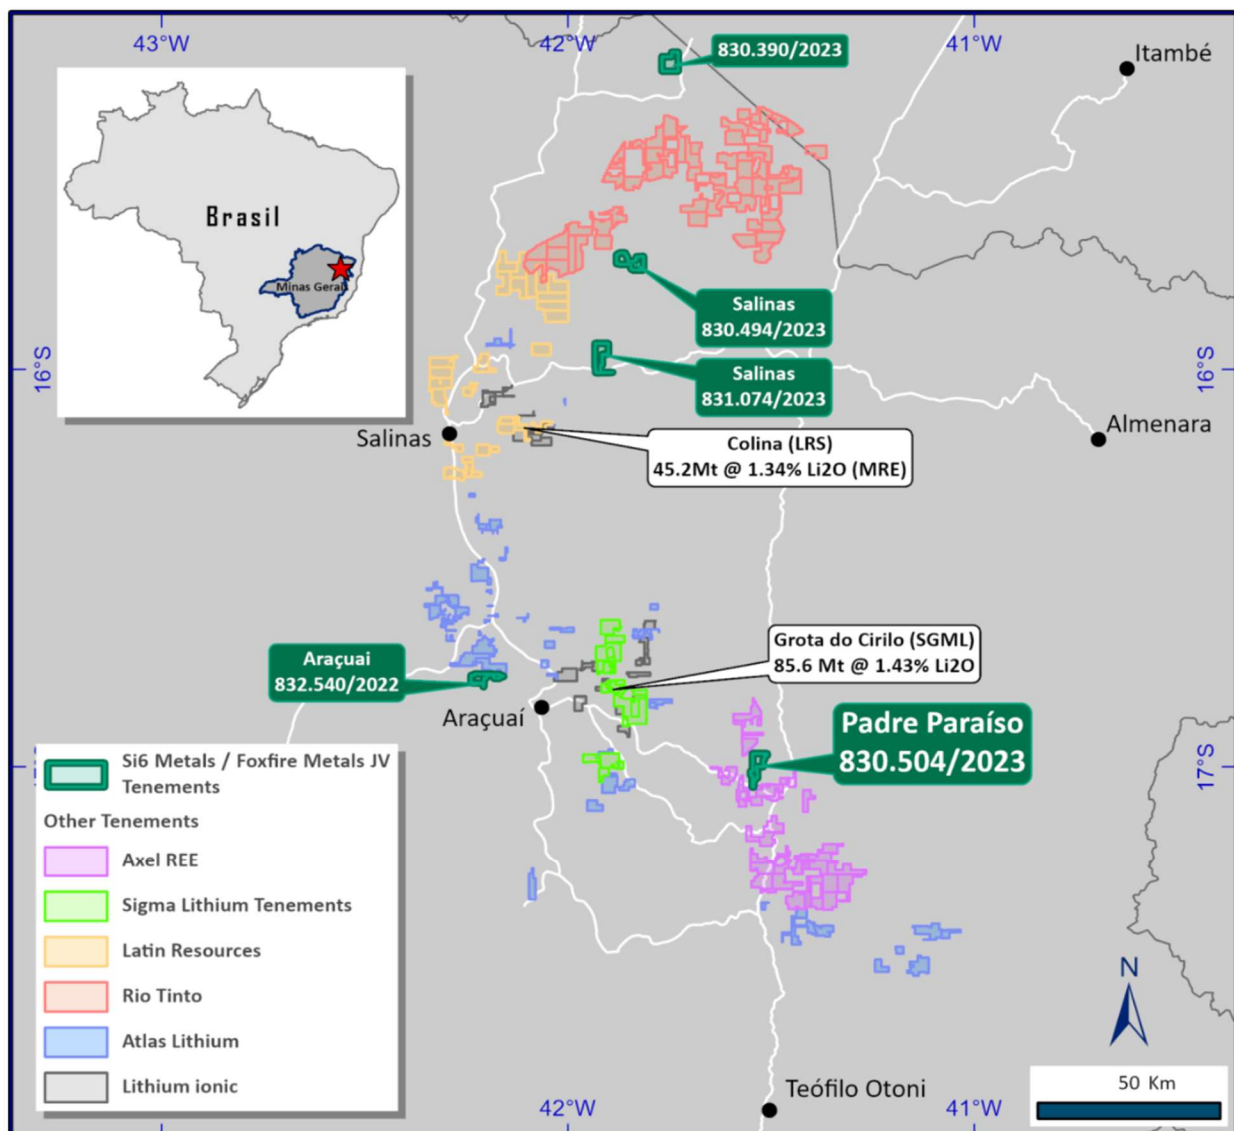 43°W
42°W
41°W
830.390/2023
Itambé
Brasil
Minas Gerais
Salinas
830.494/2023
16°S
16°S
Salinas
831.074/2023
Salinas
Almenara
Colina (LRS)
45.2Mt @ 1.34% Li2O (MRE)
Grota do Cirilo (SGML)
85.6 Mt @ 1.43% Li2O
Araçuai
832.540/2022
Araçuaí
Padre Paraíso
830.504/2023
17°S
Si6 Metals / Foxfire Metals JV
Tenements
Other Tenements
Axel REE
Sigma Lithium Tenements
Latin Resources
Rio Tinto
Atlas Lithium
Lithium ionic
N
50 Km
Teófilo Otoni
42°W
41°W